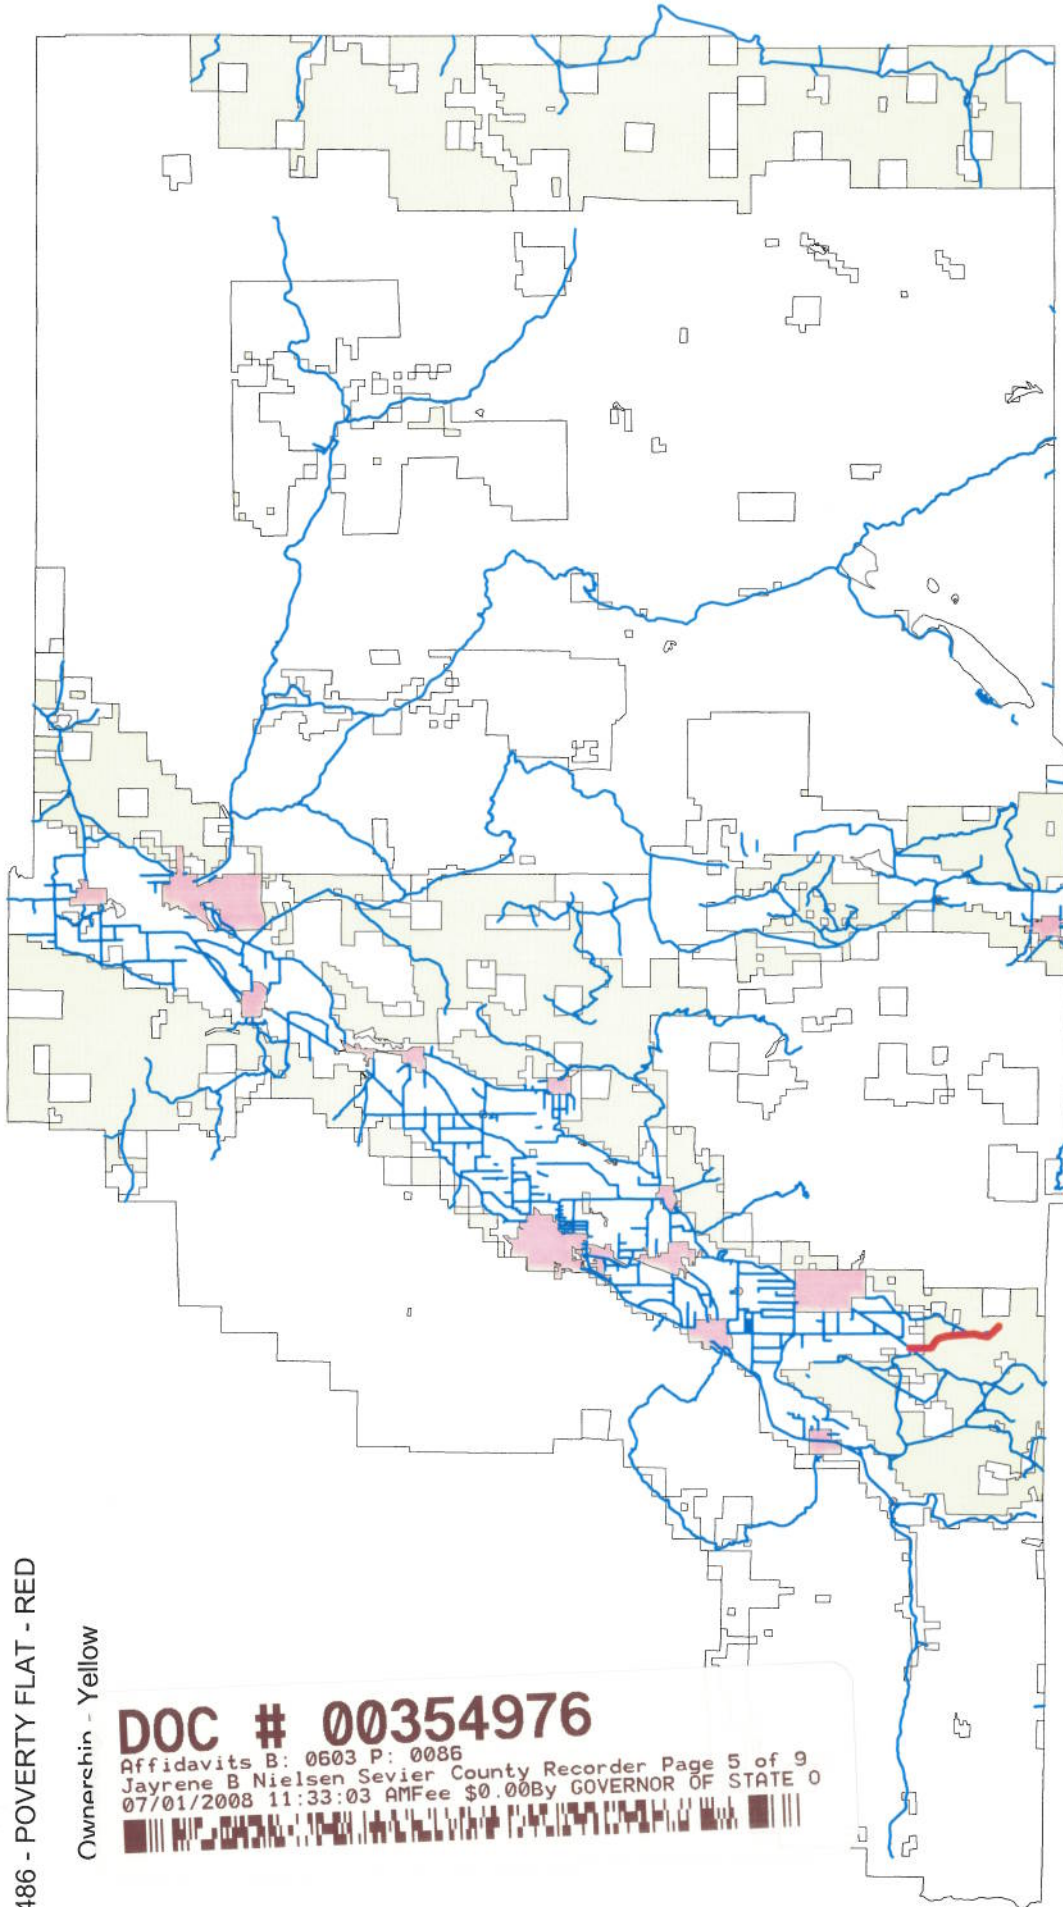 486 - POVERTY FLAT - RED
Ownership - Yellow
DOC # 00354976
Affidavits B: 0603 P: 0086
Jayrene B Nielsen Sevier County Recorder Page 5 of 9
07/01/2008 11:33:03 AMFee $0.00By GOVERNOR OF STATE O